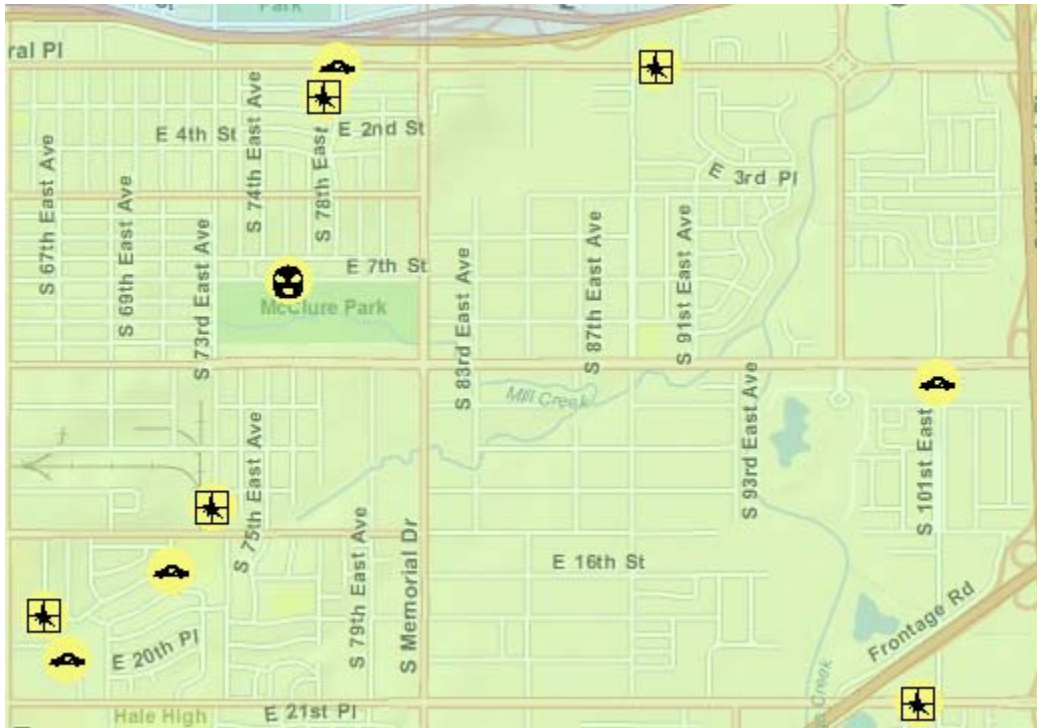 Park
ral Pl
E 4th St
S 74th East Ave
E 2nd St
S 78th East
E 3rd Pl
S 67th East Ave
S 69th East Ave
S 73rd East Ave
E 7th St
McClure Park
S 83rd East Ave
S 87th East Ave
S 91st East Ave
Mill Creek
S 93rd East Ave
S 101st East
S 75th East Ave
S 79th East Ave
S Memorial Dr
E 16th St
Frontage Rd
E 20th Pl
Creek
Hale High
E 21st Pl